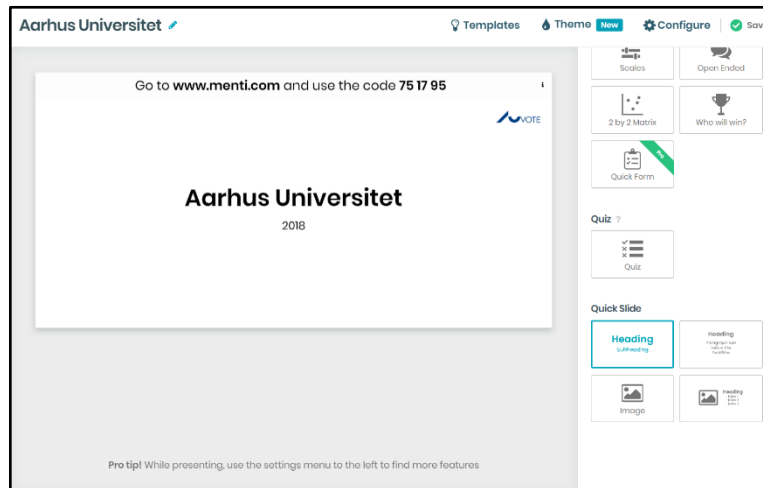 Aarhus Universitet
Templates
Theme New
Configure
Sav
Go to www.menti.com and use the code 75 17 95
VOTE
Aarhus Universitet
2018
Pro tip! While presenting, use the settings menu to the left to find more features
Scales
Open Ended
2 by 2 Matrix
Who will win?
Pro
Quick Form
Quiz ?
Quiz
Quick Slide
Heading
Subheading
Heading
Image
Heading